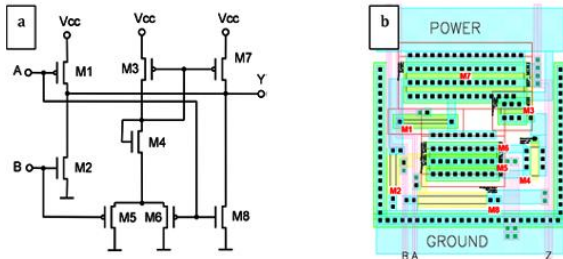 a
Vcc Vcc Vcc
A M1 M3 M7
Y
M4
B M2
M5 M6 M8
b
POWER
M7
M3
M1
M6
M5
M4
M2
M8
GROUND
B A Z